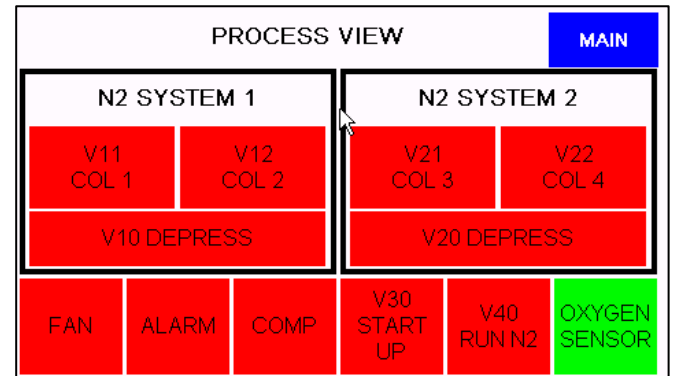 PROCESS VIEW
MAIN
N2 SYSTEM 1
N2 SYSTEM 2
V11
COL 1
V12
COL 2
V21
COL 3
V22
COL 4
V10 DEPRESS
V20 DEPRESS
FAN
ALARM
COMP
V30
START
UP
V40
RUN N2
OXYGEN
SENSOR